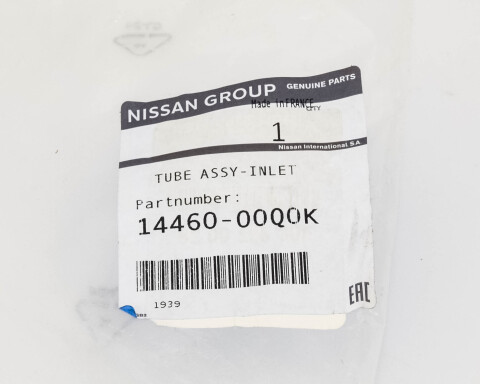 NISSAN GROUP GENUINE PARTS
Made in FRANCE
QTY
1
Nissan International SA
TUBE ASSY-INLET
Partnumber:
14460-00Q0K
1939
EAC